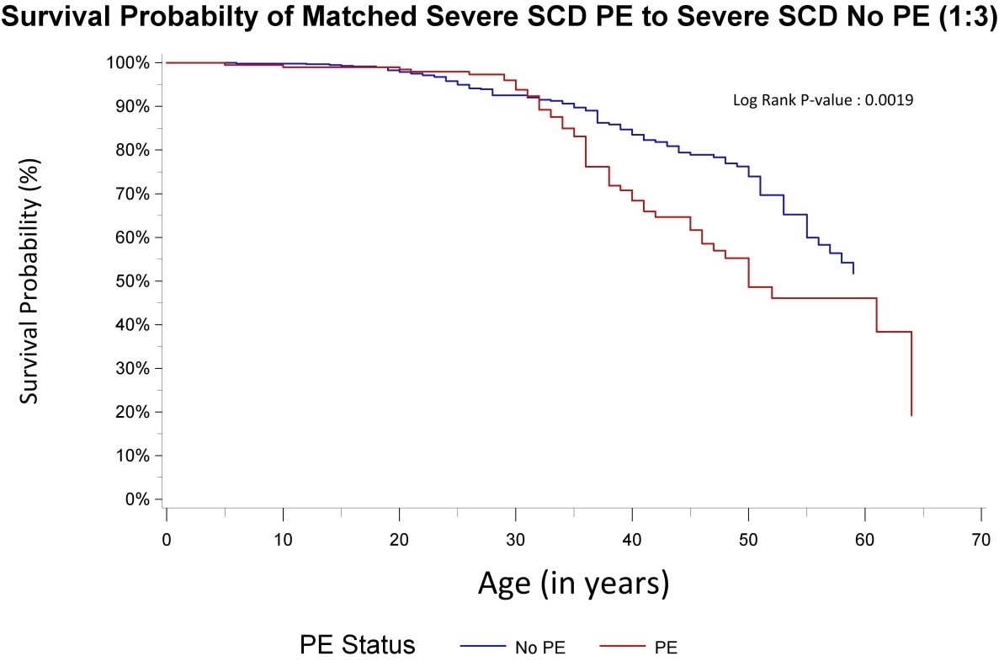 Survival Probabilty of Matched Severe SCD PE to Severe SCD No PE (1:3)
Log Rank P-value : 0.0019
Survival Probability (%)
100%
90%
80%
70%
60%
50%
40%
30%
20%
10%
0%
0 10 20 30 40 50 60 70
Age (in years)
PE Status No PE PE